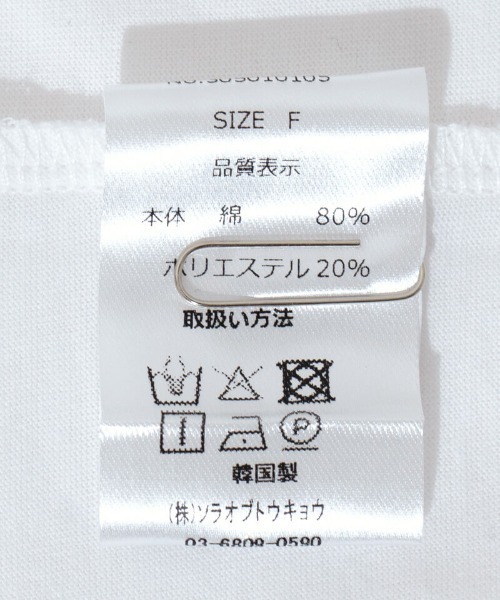 SIZE F
品質表示
本体 綿 80%
ポリエステル 20%
取扱い方法
P
韓国製
(株)ソラオブトウキョウ
03-6809-0590